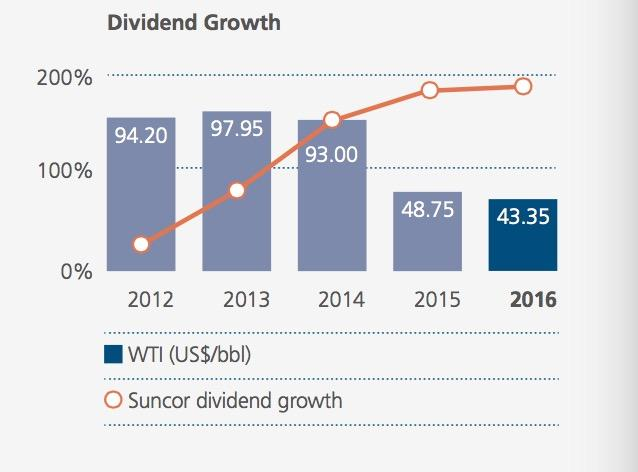 Dividend Growth
200%
94.20 97.95 93.00
100%
48.75 43.35
0%
2012 2013 2014 2015 2016
WTI (US$/bbl)
Suncor dividend growth